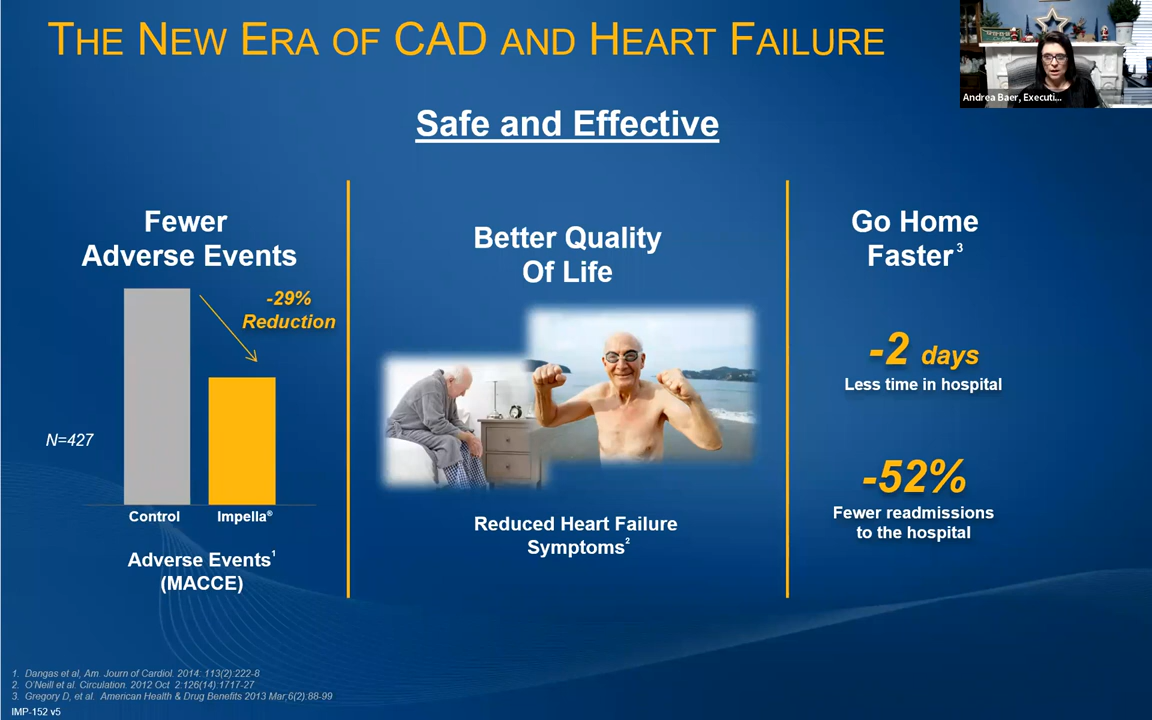 THE NEW ERA OF CAD AND HEART FAILURE
Andrea Baer, Executi...
Safe and Effective
Fewer
Adverse Events
-29%
Reduction
N=427
Control
Impella®
Adverse Events1
(MACCE)
Better Quality
Of Life
Reduced Heart Failure
Symptoms2
Go Home
Faster3
-2 days
Less time in hospital
-52%
Fewer readmissions
to the hospital
1. Dangas et al, Am. Journ of Cardiol. 2014: 113(2):222-8
2. O'Neill et al. Circulation. 2012 Oct 2:126(14):1717-27
3. Gregory D, et al. American Health & Drug Benefits 2013 Mar;6(2):88-99
IMP-152 v5